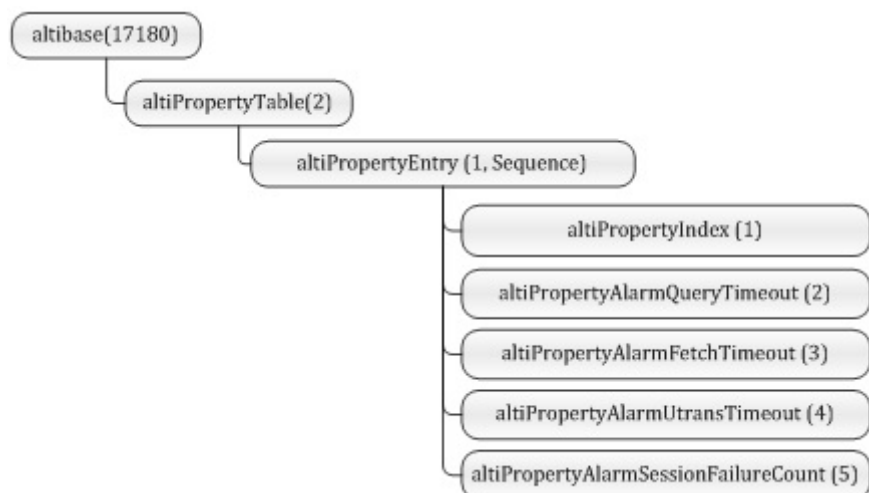 altibase(17180)
altiPropertyTable(2)
altiPropertyEntry (1, Sequence)
altiPropertyIndex (1)
altiPropertyAlarmQueryTimeout (2)
altiPropertyAlarmFetchTimeout (3)
altiPropertyAlarmUtransTimeout (4)
altiPropertyAlarmSessionFailureCount (5)